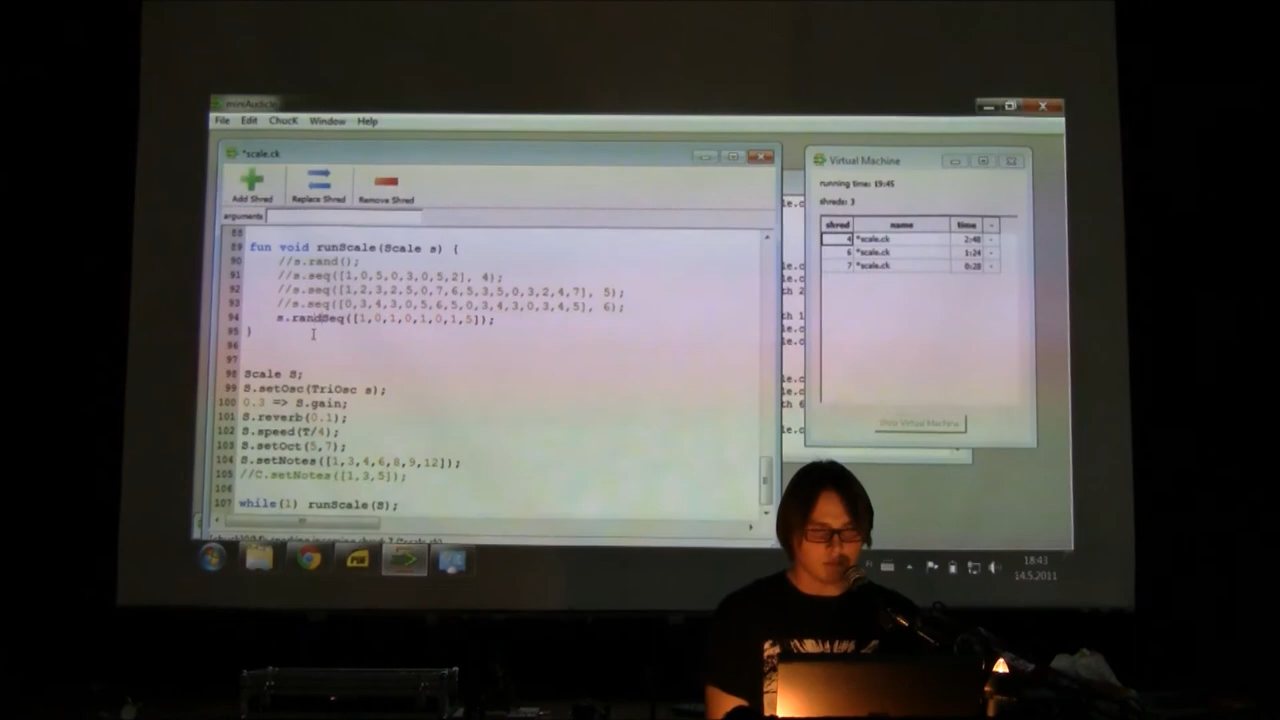 miniAudicle
File Edit ChucK Window Help
*scale.ck
Add Shred Replace Shred Remove Shred
arguments
88
89 fun void runScale(Scale s) {
90 //s.rand();
91 //s.seq([1,0,5,0,3,0,5,2], 4);
92 //s.seq([1,2,3,2,5,0,7,6,5,3,5,0,3,2,4,7], 5);
93 //s.seq([0,3,4,3,0,5,6,5,0,3,4,3,0,3,4,5], 6);
94 s.randSeq([1,0,1,0,1,0,1,5]);
95 }
96
97
98 Scale S;
99 S.setOsc(TriOsc s);
100 0.3 => S.gain;
101 S.reverb(0.1);
102 S.speed(T/4);
103 S.setOct(5,7);
104 S.setNotes([1,3,4,6,8,9,12]);
105 //C.setNotes([1,3,5]);
106
107 while(1) runScale(S);
Virtual Machine
running time: 19:45
shreds: 3
shred name time -
4 *scale.ck 2:48 -
6 *scale.ck 1:24 -
7 *scale.ck 0:28 -
Stop Virtual Machine
18:43
14.5.2011